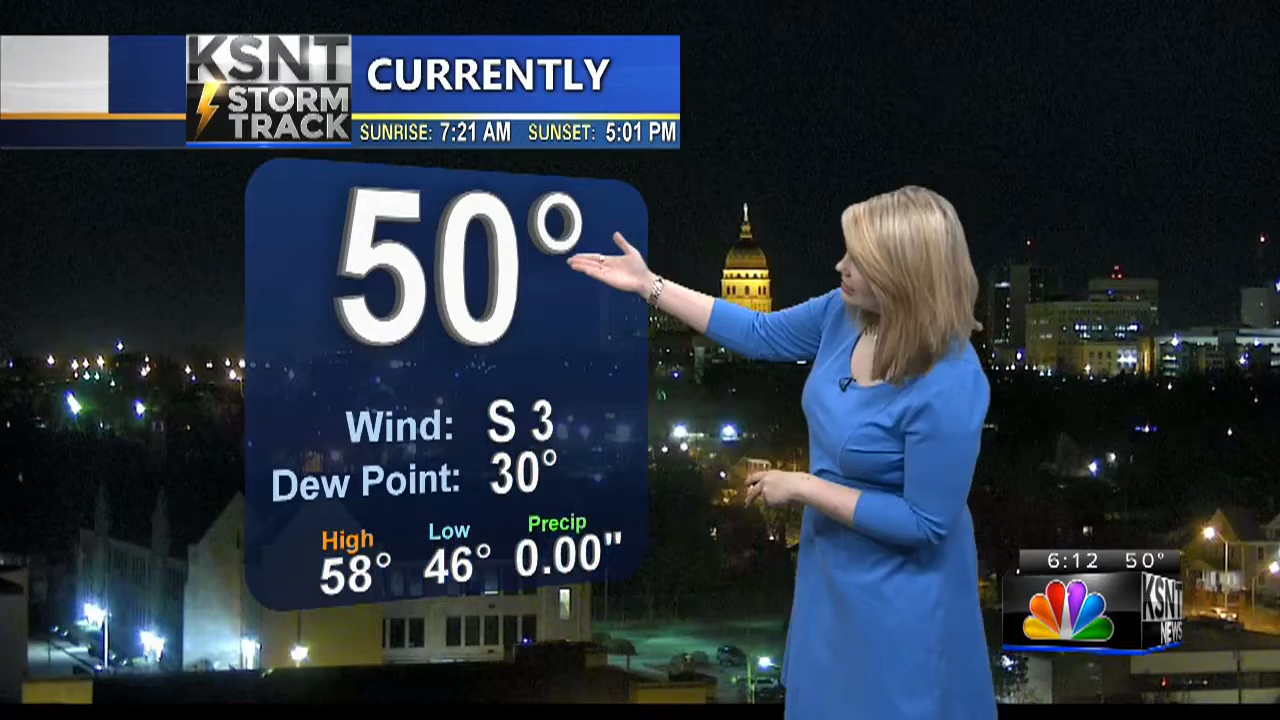 KSNT
STORM
TRACK
CURRENTLY
SUNRISE: 7:21 AM SUNSET: 5:01 PM
50°
Wind: S 3
Dew Point: 30°
High Low Precip
58° 46° 0.00"
6:12 50°
KSNT
NEWS